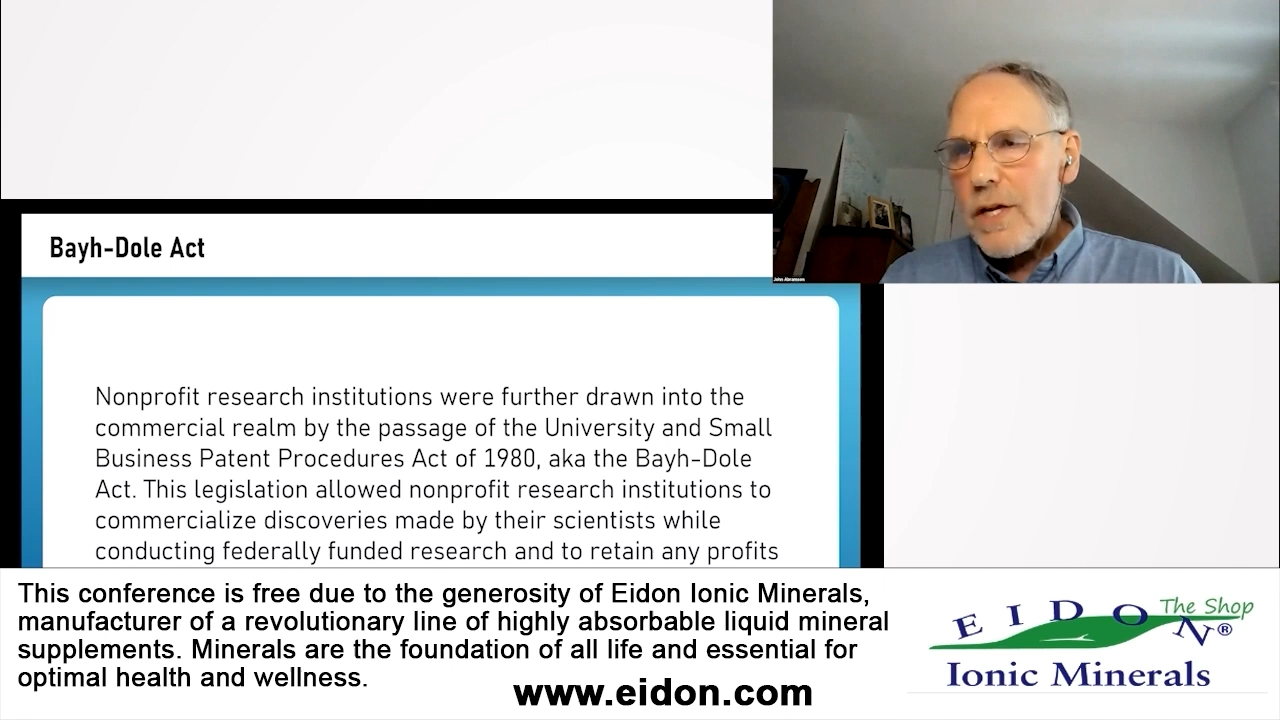 John Abramson
Bayh-Dole Act
Nonprofit research institutions were further drawn into the
commercial realm by the passage of the University and Small
Business Patent Procedures Act of 1980, aka the Bayh-Dole
Act. This legislation allowed nonprofit research institutions to
commercialize discoveries made by their scientists while
conducting federally funded research and to retain any profits
This conference is free due to the generosity of Eidon Ionic Minerals,
manufacturer of a revolutionary line of highly absorbable liquid mineral
supplements. Minerals are the foundation of all life and essential for
optimal health and wellness.
www.eidon.com
EIDON® The Shop
Ionic Minerals